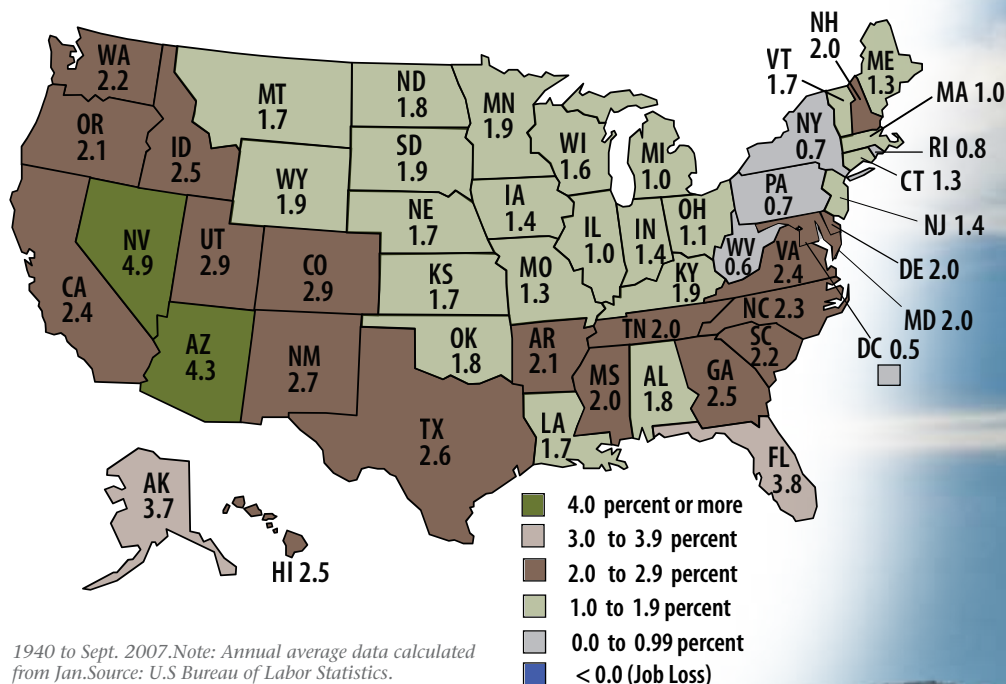 NH
2.0
WA
2.2
VT
1.7
ME
1.3
MT
1.7
ND
1.8
MN
1.9
MA 1.0
OR
2.1
NY
0.7
ID
2.5
SD
1.9
WI
1.6
MI
1.0
RI 0.8
CT 1.3
WY
1.9
PA
0.7
IA
1.4
NE
1.7
OH
1.1
NJ 1.4
NV
4.9
UT
2.9
IL
1.0
IN
1.4
WV
0.6
VA
2.4
CO
2.9
KS
1.7
MO
1.3
KY
1.9
DE 2.0
CA
2.4
NC 2.3
MD 2.0
TN 2.0
AZ
4.3
NM
2.7
OK
1.8
AR
2.1
SC
2.2
DC 0.5
MS
2.0
AL
1.8
GA
2.5
TX
2.6
LA
1.7
FL
3.8
AK
3.7
HI 2.5
4.0 percent or more
3.0 to 3.9 percent
2.0 to 2.9 percent
1.0 to 1.9 percent
0.0 to 0.99 percent
< 0.0 (Job Loss)
1940 to Sept. 2007.Note: Annual average data calculated
from Jan.Source: U.S Bureau of Labor Statistics.